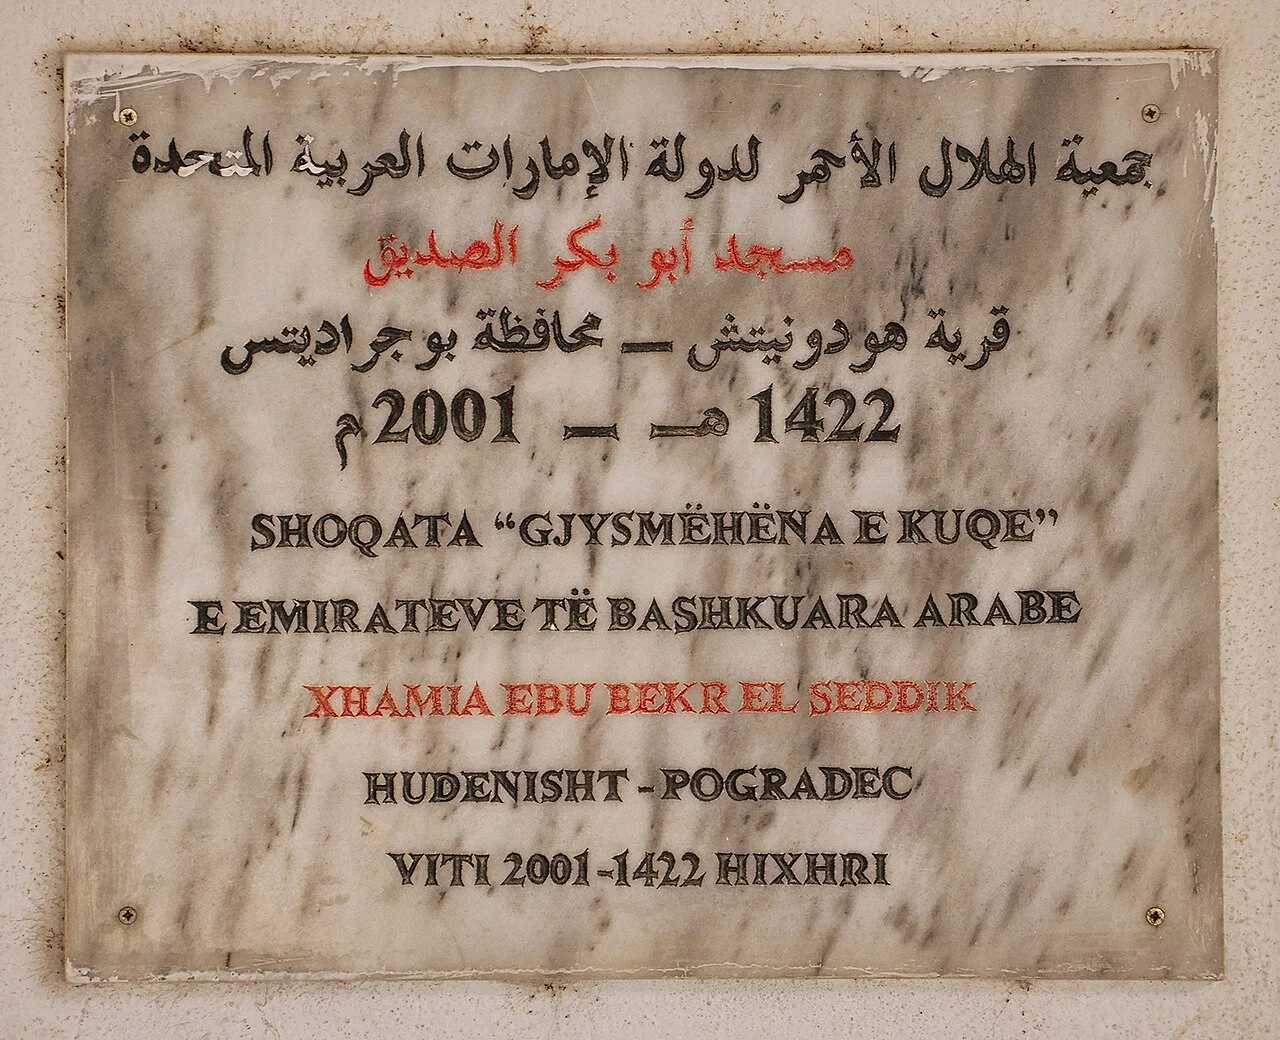 جمعية الهلال الأحمر لدولة الإمارات العربية المتحدة
مسجد أبو بكر الصديق
قرية هودونيتش – محافظة بوجراديتس
1422 هـ – 2001 م
SHOQATA “GJYSMËHËNA E KUQE”
E EMIRATEVE TË BASHKUARA ARABE
XHAMIA EBU BEKR EL SEDDIK
HUDENISHT - POGRADEC
VITI 2001-1422 HIXHRI